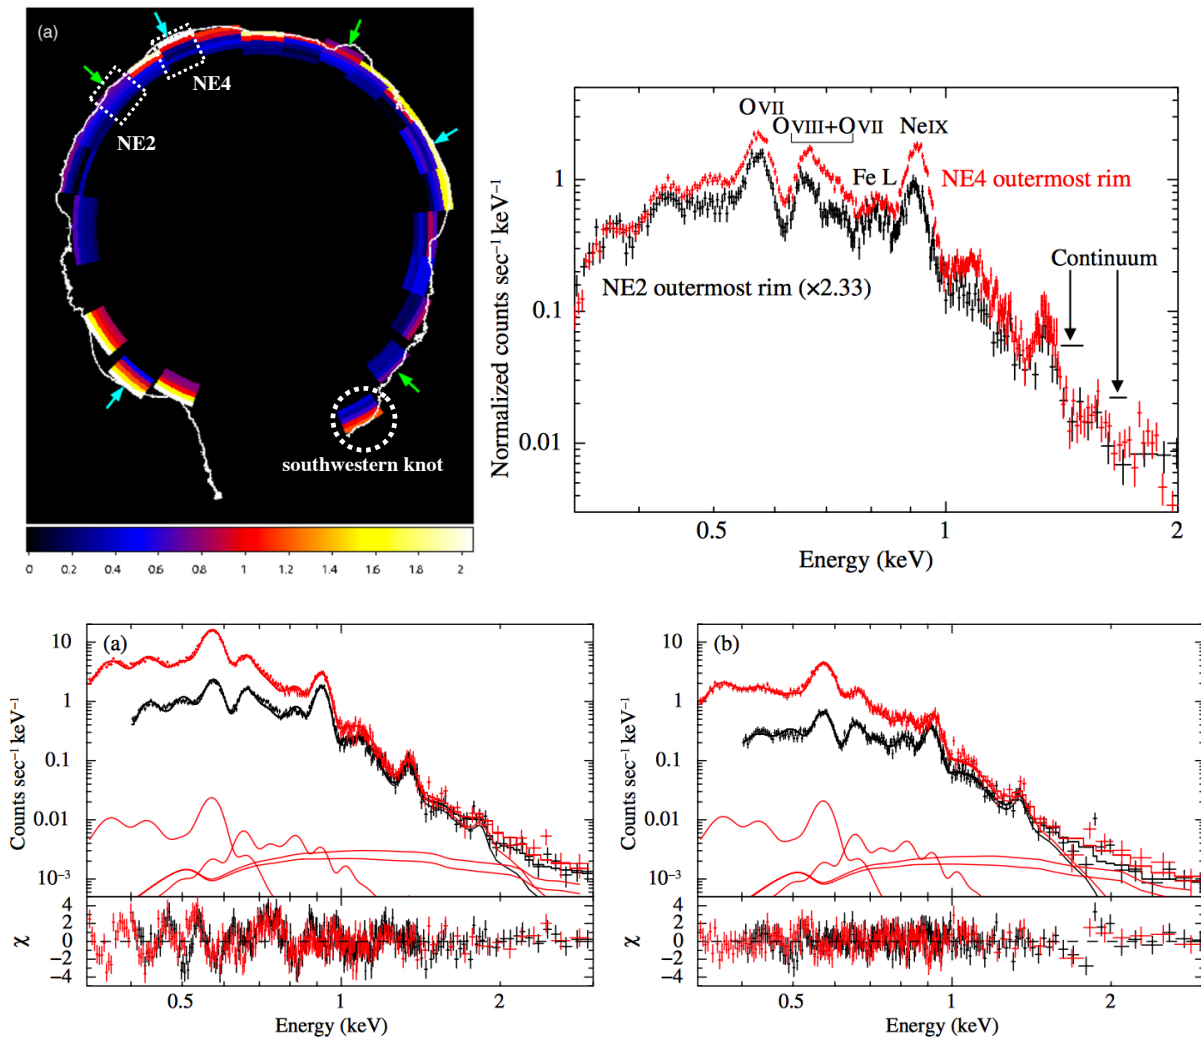 (a)
NE4
NE2
southwestern knot
0 0.2 0.4 0.6 0.8 1 1.2 1.4 1.6 1.8 2
O VII
O VIII+O VII
Ne IX
Fe L
NE4 outermost rim
Continuum
NE2 outermost rim (×2.33)
Normalized counts sec⁻¹ keV⁻¹
1
0.1
0.01
0.5 1 2
Energy (keV)
(a)
Counts sec⁻¹ keV⁻¹
10
1
0.1
0.01
10⁻³
χ
4
2
0
−2
−4
0.5 1 2
Energy (keV)
(b)
Counts sec⁻¹ keV⁻¹
10
1
0.1
0.01
10⁻³
χ
4
2
0
−2
−4
0.5 1 2
Energy (keV)